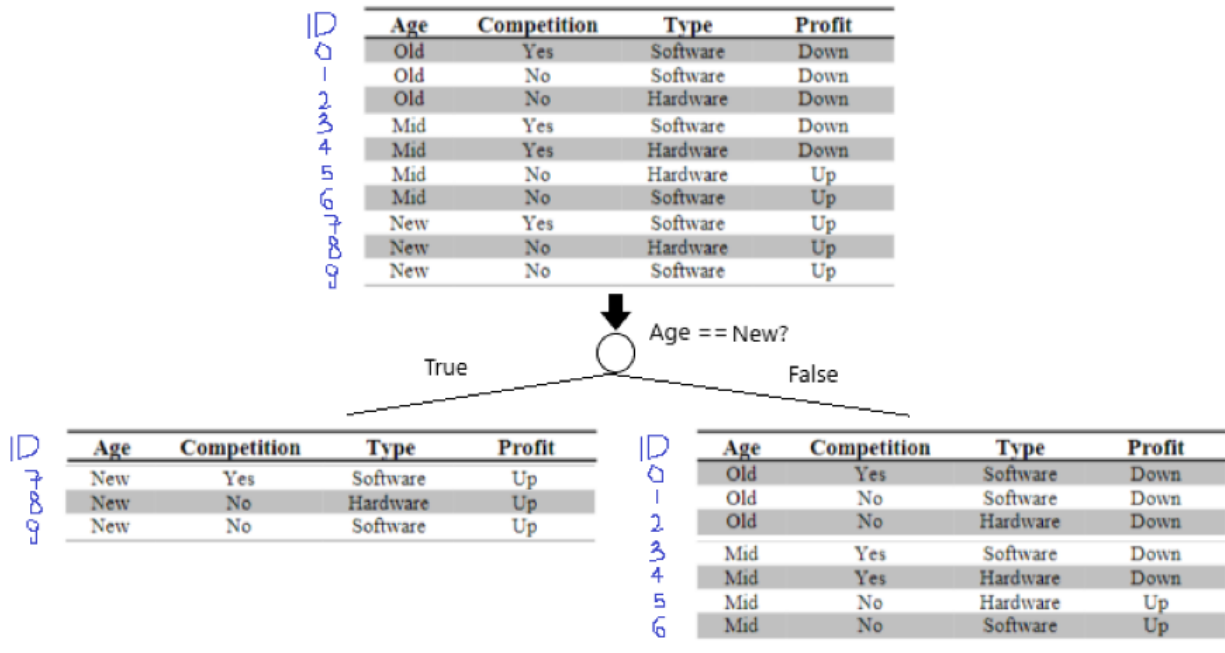 ID Age Competition Type Profit
0 Old Yes Software Down
1 Old No Software Down
2 Old No Hardware Down
3 Mid Yes Software Down
4 Mid Yes Hardware Down
5 Mid No Hardware Up
6 Mid No Software Up
7 New Yes Software Up
8 New No Hardware Up
9 New No Software Up
Age == New?
True
False
ID Age Competition Type Profit
7 New Yes Software Up
8 New No Hardware Up
9 New No Software Up
ID Age Competition Type Profit
0 Old Yes Software Down
1 Old No Software Down
2 Old No Hardware Down
3 Mid Yes Software Down
4 Mid Yes Hardware Down
5 Mid No Hardware Up
6 Mid No Software Up